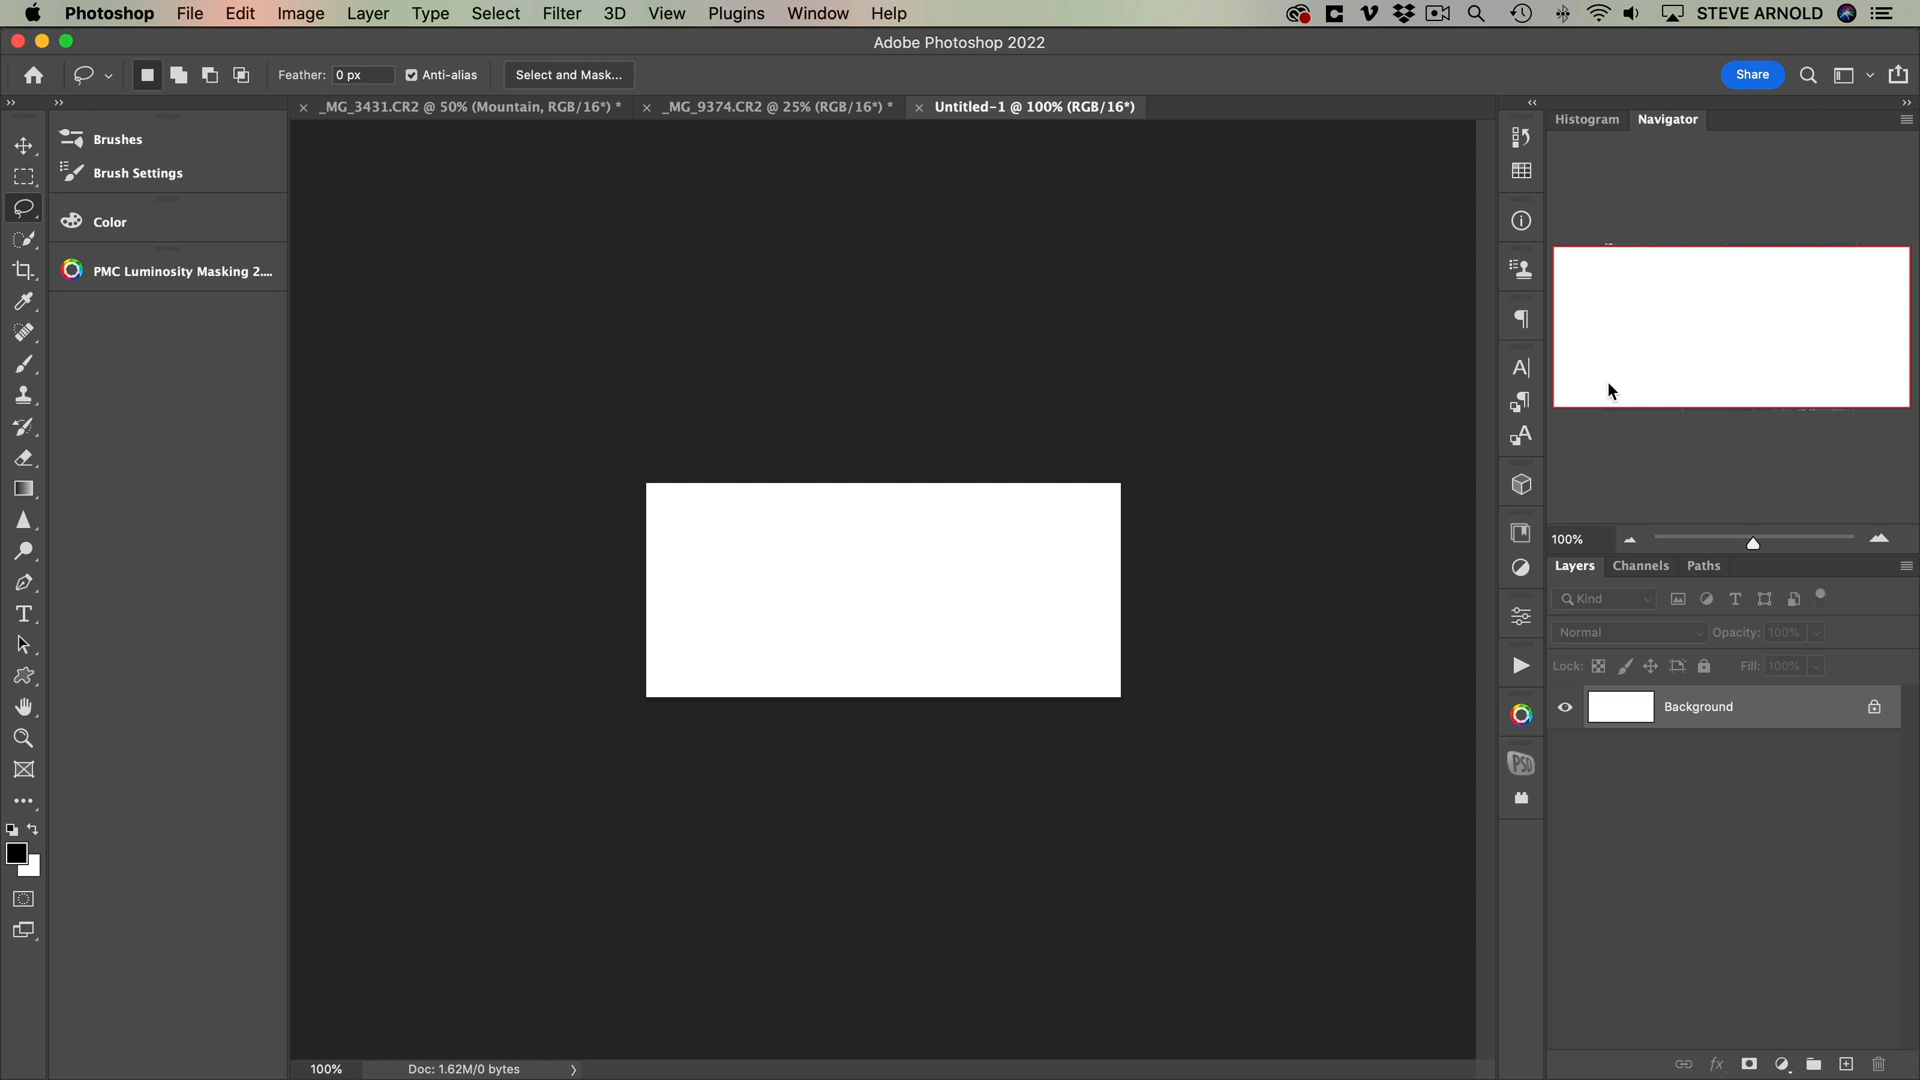 Photoshop File Edit Image Layer Type Select Filter 3D View Plugins Window Help STEVE ARNOLD
Adobe Photoshop 2022
Feather: 0 px Anti-alias Select and Mask... Share
_MG_3431.CR2 @ 50% (Mountain, RGB/16*) * _MG_9374.CR2 @ 25% (RGB/16*) * Untitled-1 @ 100% (RGB/16*)
Histogram Navigator
Brushes
Brush Settings
Color
PMC Luminosity Masking 2....
100%
Layers Channels Paths
Kind
Normal Opacity: 100%
Lock: Fill: 100%
Background
PSD
100% Doc: 1.62M/0 bytes